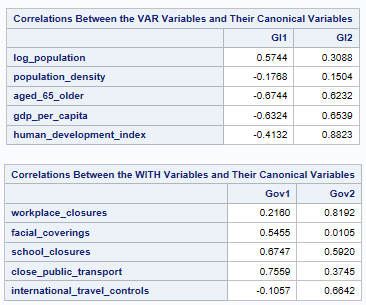 Correlations Between the VAR Variables and Their Canonical Variables
GI1 GI2
log_population 0.5744 0.3088
population_density -0.1768 0.1504
aged_65_older -0.6744 0.6232
gdp_per_capita -0.6324 0.6539
human_development_index -0.4132 0.8823
Correlations Between the WITH Variables and Their Canonical Variables
Gov1 Gov2
workplace_closures 0.2160 0.8192
facial_coverings 0.5455 0.0105
school_closures 0.6747 0.5920
close_public_transport 0.7559 0.3745
international_travel_controls -0.1057 0.6642